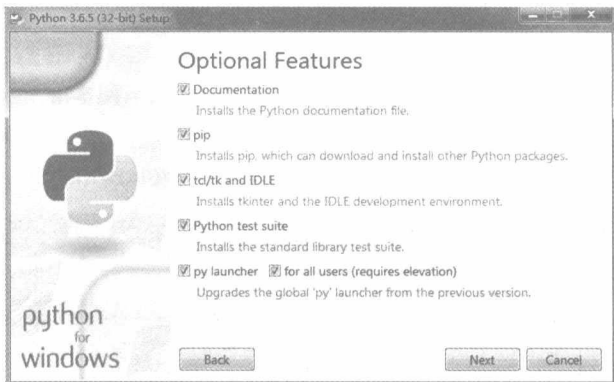 Python 3.6.5 (32-bit) Setup
Optional Features
Documentation
Installs the Python documentation file.
pip
Installs pip, which can download and install other Python packages.
tcl/tk and IDLE
Installs tkinter and the IDLE development environment.
Python test suite
Installs the standard library test suite.
py launcher for all users (requires elevation)
Upgrades the global 'py' launcher from the previous version.
python
for
windows
Back Next Cancel